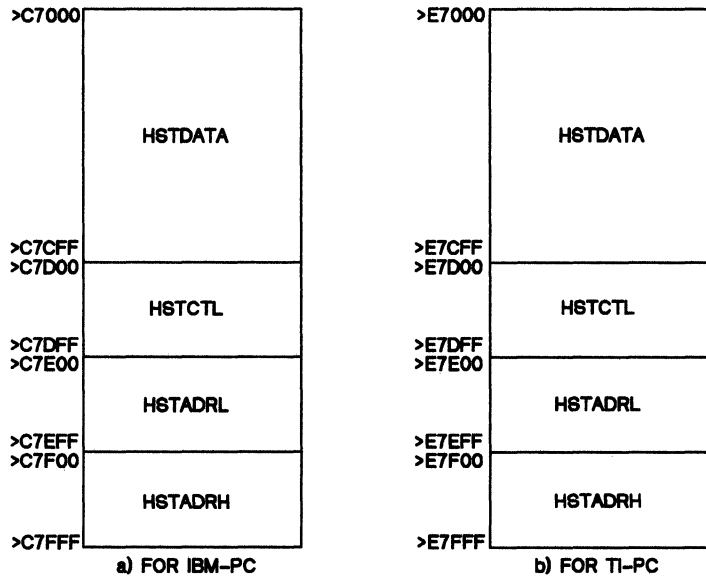 >C7000
HSTDATA
>C7CFF
>C7D00
HSTCTL
>C7DFF
>C7E00
HSTADRL
>C7EFF
>C7F00
HSTADRH
>C7FFF
a) FOR IBM-PC
>E7000
HSTDATA
>E7CFF
>E7D00
HSTCTL
>E7DFF
>E7E00
HSTADRL
>E7EFF
>E7F00
HSTADRH
>E7FFF
b) FOR TI-PC